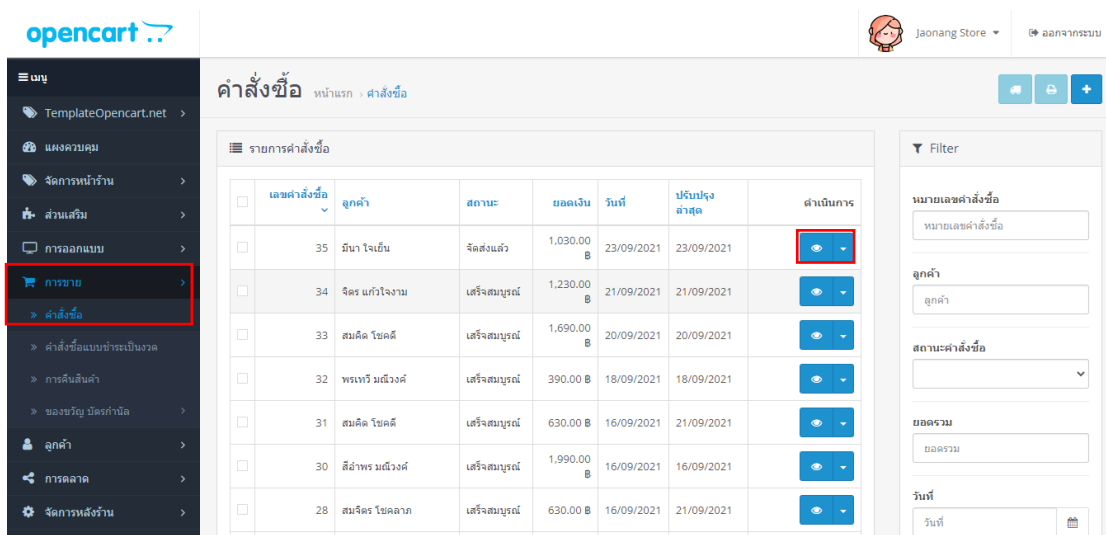 opencart
Jaonang Store
ออกจากระบบ
เมนู
TemplateOpencart.net
แผงควบคุม
จัดการหน้าร้าน
ส่วนเสริม
การออกแบบ
การขาย
» คำสั่งซื้อ
» คำสั่งซื้อแบบชำระเป็นงวด
» การคืนสินค้า
» ของขวัญ บัตรกำนัล
ลูกค้า
การตลาด
จัดการหลังร้าน
คำสั่งซื้อ หน้าแรก › คำสั่งซื้อ
รายการคำสั่งซื้อ
เลขคำสั่งซื้อ ลูกค้า สถานะ ยอดเงิน วันที่ ปรับปรุง
ล่าสุด ดำเนินการ
35 มีนา ใจเย็น จัดส่งแล้ว 1,030.00
฿ 23/09/2021 23/09/2021
34 จิตร แก้วใจงาม เสร็จสมบูรณ์ 1,230.00
฿ 21/09/2021 21/09/2021
33 สมคิด โชคดี เสร็จสมบูรณ์ 1,690.00
฿ 20/09/2021 20/09/2021
32 พรเทวี มณีวงศ์ เสร็จสมบูรณ์ 390.00 ฿ 18/09/2021 18/09/2021
31 สมคิด โชคดี เสร็จสมบูรณ์ 630.00 ฿ 16/09/2021 21/09/2021
30 สีอำพร มณีวงศ์ เสร็จสมบูรณ์ 1,990.00
฿ 16/09/2021 16/09/2021
28 สมจิตร โชคลาภ เสร็จสมบูรณ์ 630.00 ฿ 16/09/2021 21/09/2021
Filter
หมายเลขคำสั่งซื้อ
หมายเลขคำสั่งซื้อ
ลูกค้า
ลูกค้า
สถานะคำสั่งซื้อ
ยอดรวม
ยอดรวม
วันที่
วันที่